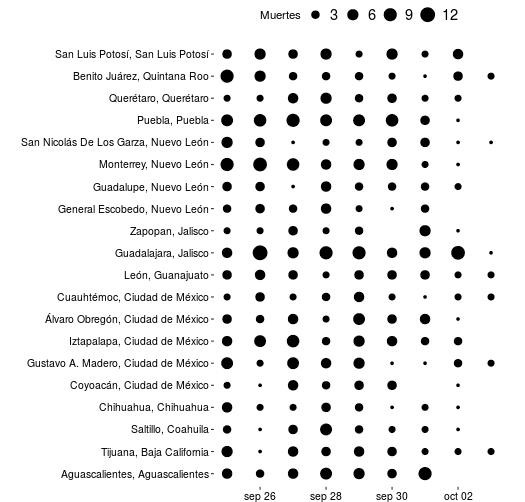 Muertes 3 6 9 12
San Luis Potosí, San Luis Potosí
Benito Juárez, Quintana Roo
Querétaro, Querétaro
Puebla, Puebla
San Nicolás De Los Garza, Nuevo León
Monterrey, Nuevo León
Guadalupe, Nuevo León
General Escobedo, Nuevo León
Zapopan, Jalisco
Guadalajara, Jalisco
León, Guanajuato
Cuauhtémoc, Ciudad de México
Álvaro Obregón, Ciudad de México
Iztapalapa, Ciudad de México
Gustavo A. Madero, Ciudad de México
Coyoacán, Ciudad de México
Chihuahua, Chihuahua
Saltillo, Coahuila
Tijuana, Baja California
Aguascalientes, Aguascalientes
sep 26 sep 28 sep 30 oct 02